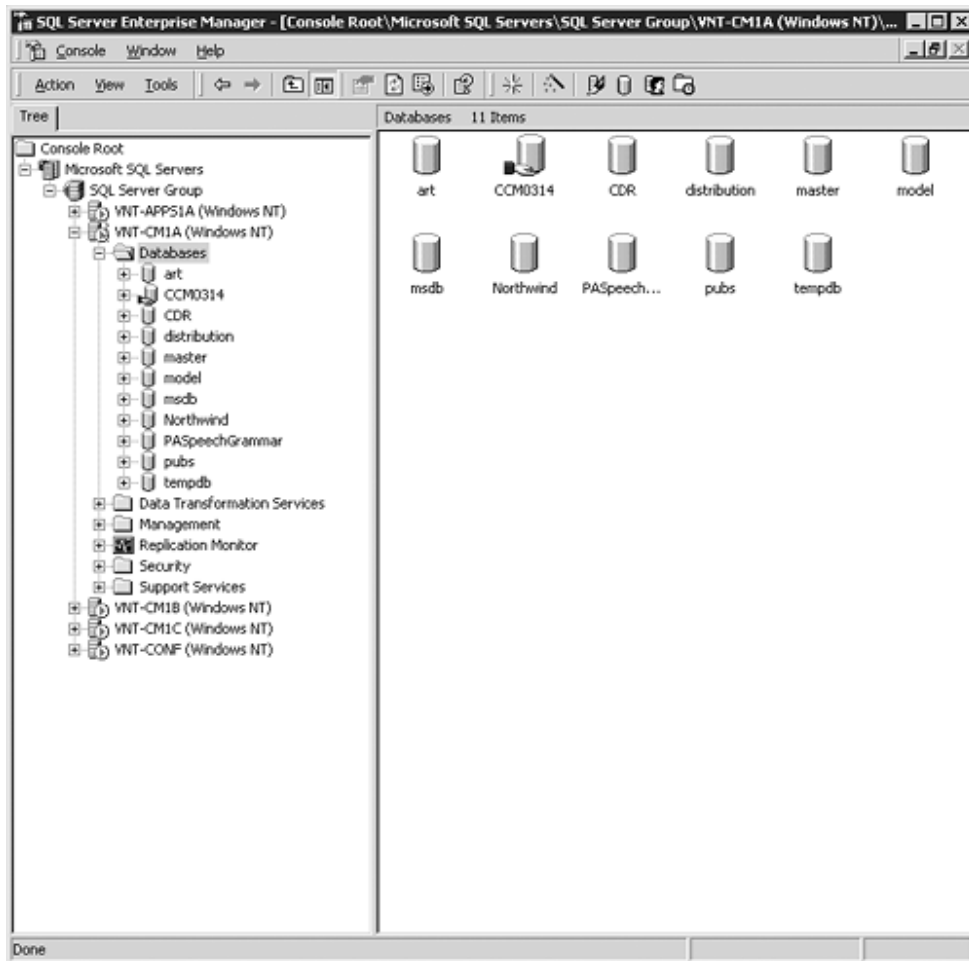 SQL Server Enterprise Manager - [Console Root\Microsoft SQL Servers\SQL Server Group\VNT-CM1A (Windows NT)\...
Console Window Help
Action View Tools
Tree
Databases 11 Items
Console Root
Microsoft SQL Servers
SQL Server Group
VNT-APPS1A (Windows NT)
VNT-CM1A (Windows NT)
Databases
art
CCM0314
CDR
distribution
master
model
msdb
Northwind
PASpeechGrammar
pubs
tempdb
Data Transformation Services
Management
Replication Monitor
Security
Support Services
VNT-CM1B (Windows NT)
VNT-CM1C (Windows NT)
VNT-CONF (Windows NT)
art CCM0314 CDR distribution master model
msdb Northwind PASpeech... pubs tempdb
Done